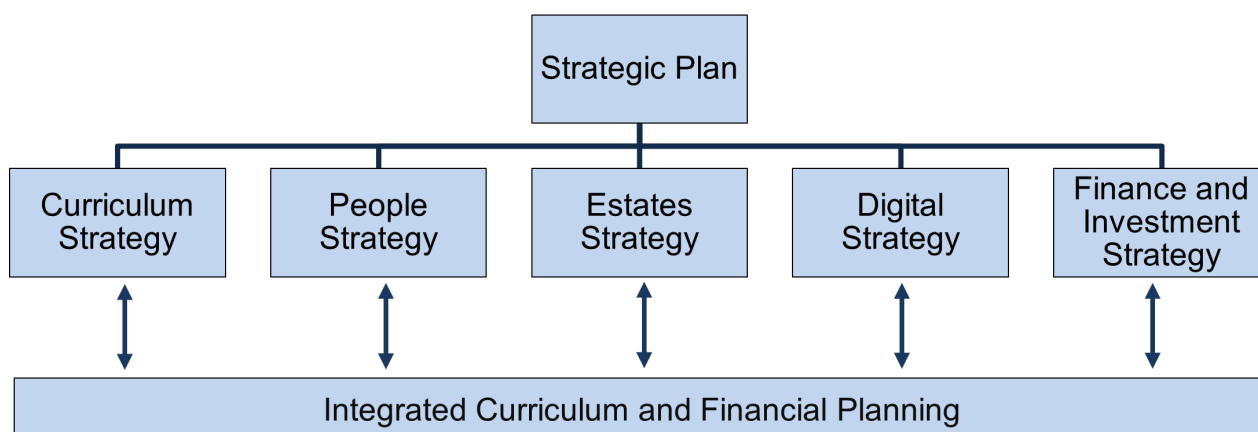 Strategic Plan
Curriculum
Strategy
People
Strategy
Estates
Strategy
Digital
Strategy
Finance and
Investment
Strategy
Integrated Curriculum and Financial Planning